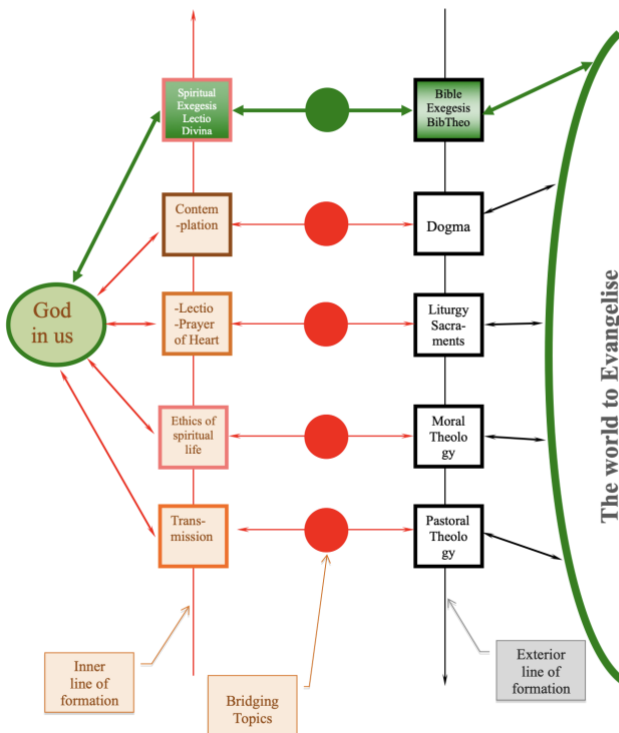 Spiritual
Exegesis
Lectio
Divina
Bible
Exegesis
BibTheo
Contem
-plation
Dogma
God
in us
-Lectio
-Prayer
of Heart
Liturgy
Sacra-
ments
Ethics of
spiritual
life
Moral
Theolo
gy
Trans-
mission
Pastoral
Theolo
gy
The world to Evangelise
Inner
line of
formation
Bridging
Topics
Exterior
line of
formation